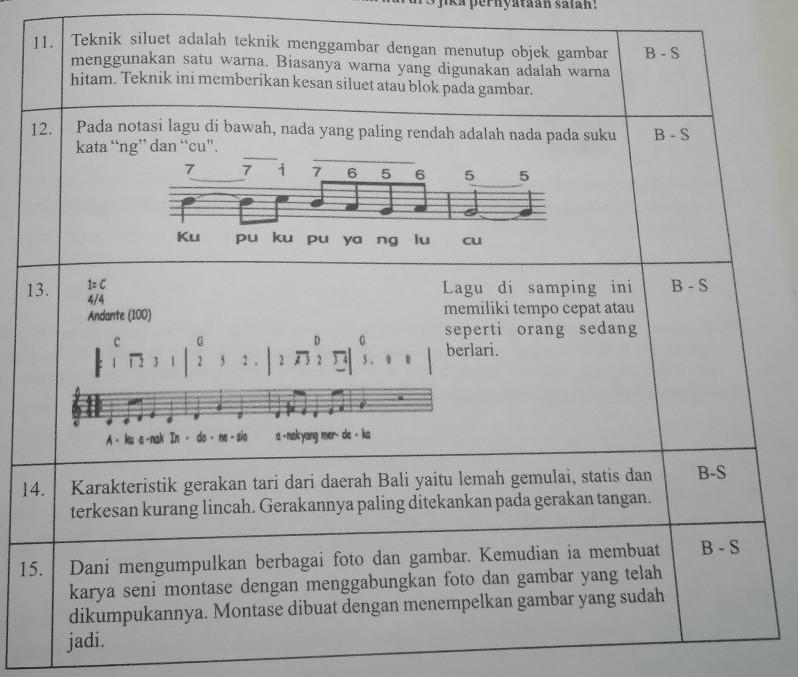 jika pernyataan salah!
11. Teknik siluet adalah teknik menggambar dengan menutup objek gambar B - S
menggunakan satu warna. Biasanya warna yang digunakan adalah warna
hitam. Teknik ini memberikan kesan siluet atau blok pada gambar.
12. Pada notasi lagu di bawah, nada yang paling rendah adalah nada pada suku B - S
kata “ng” dan “cu".
7 7 i 7 6 5 6 5 5
Ku pu ku pu ya ng lu cu
13. 1= C Lagu di samping ini B - S
4/4 memiliki tempo cepat atau
Andante (100) seperti orang sedang
berlari.
C G D G
1 1 2 3 1 2 5 2 . 2 3 2 3 4 5 . 0 0
A - ku a -nak In - do - ne - sia a -nak yang mer- de - ka
14. Karakteristik gerakan tari dari daerah Bali yaitu lemah gemulai, statis dan B-S
terkesan kurang lincah. Gerakannya paling ditekankan pada gerakan tangan.
15. Dani mengumpulkan berbagai foto dan gambar. Kemudian ia membuat B - S
karya seni montase dengan menggabungkan foto dan gambar yang telah
dikumpukannya. Montase dibuat dengan menempelkan gambar yang sudah
jadi.